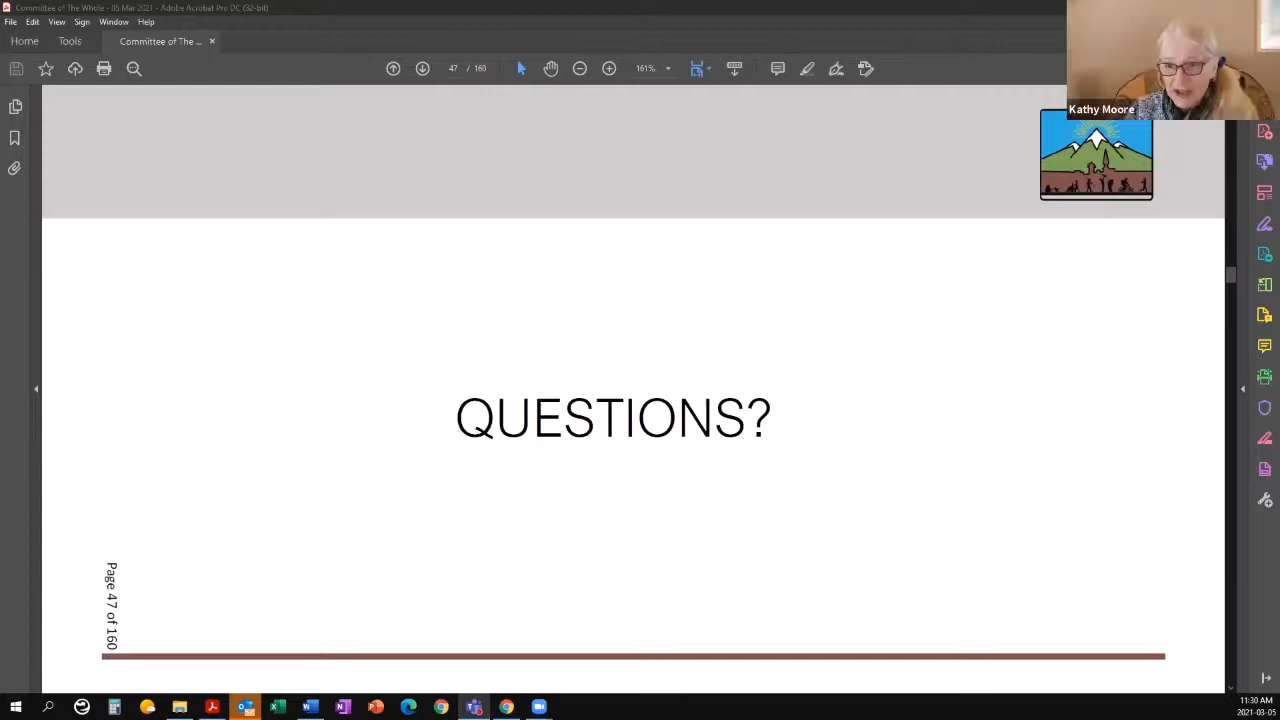 Committee of The Whole - 05 Mar 2021 - Adobe Acrobat Pro DC (32-bit)
File Edit View Sign Window Help
Home Tools Committee of The ... ×
47 / 160 161%
Kathy Moore
QUESTIONS?
Page 47 of 160
11:30 AM
2021-03-05